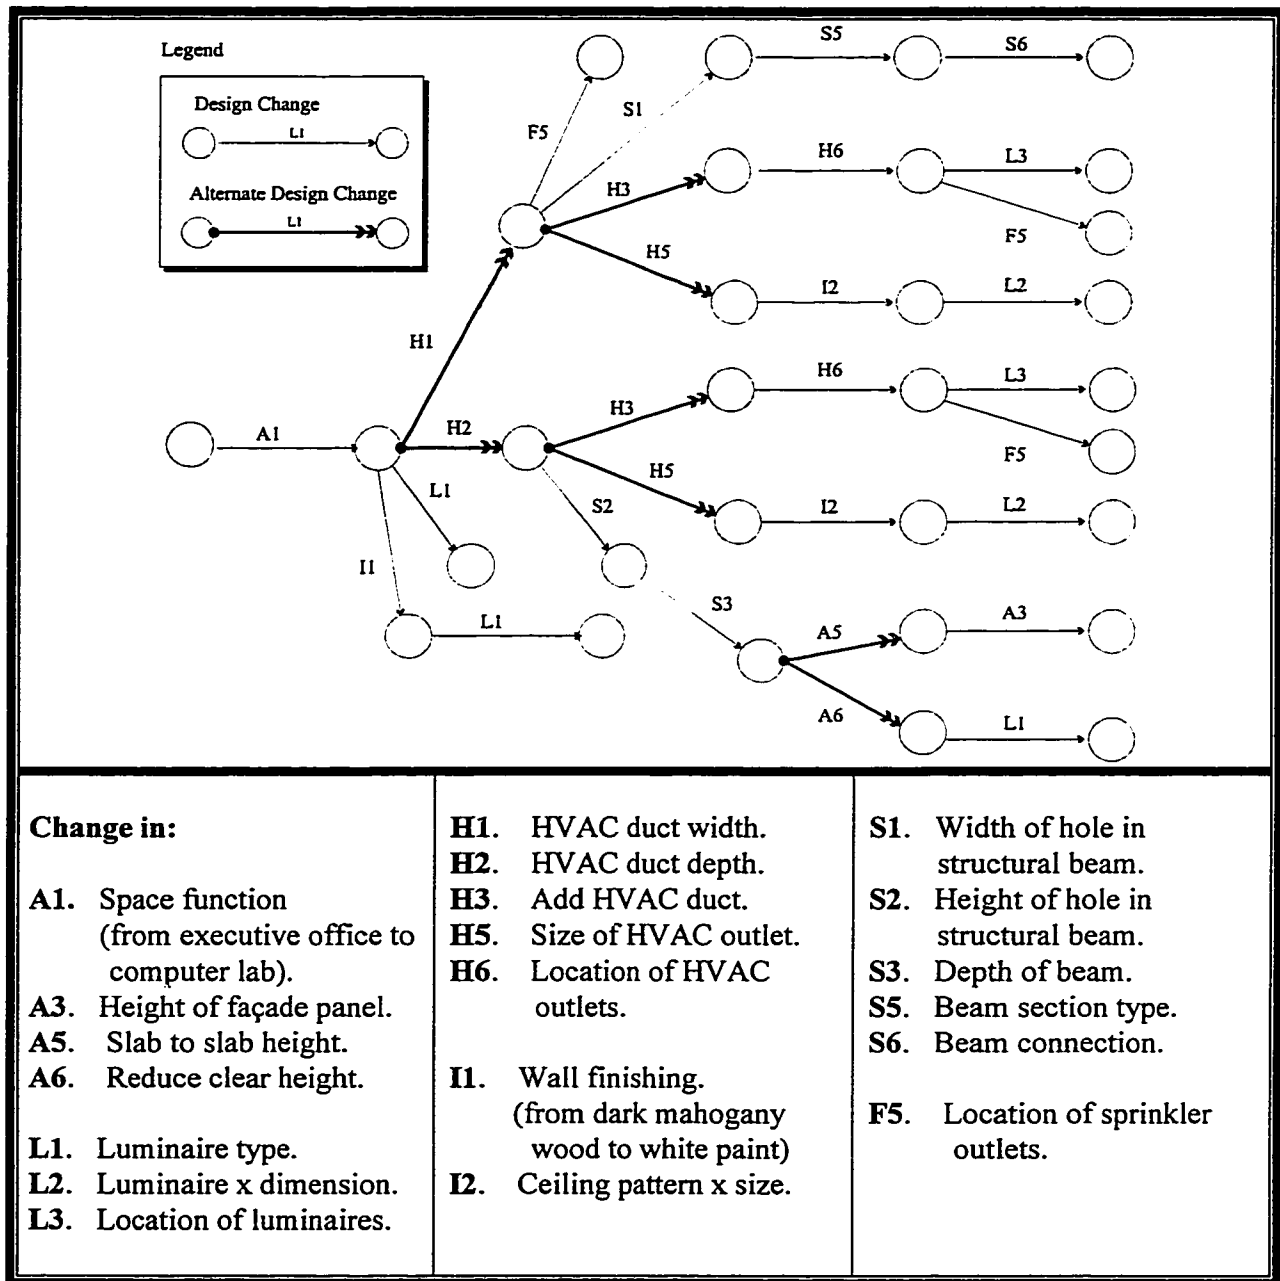 Legend
Design Change
L1
Alternate Design Change
L1
S5
S6
F5
S1
H3
H6
L3
F5
H5
I2
L2
H1
H3
H6
L3
F5
A1
H2
L1
H5
I2
L2
S2
I1
L1
S3
A5
A3
A6
L1
Change in:
A1. Space function
(from executive office to
computer lab).
A3. Height of façade panel.
A5. Slab to slab height.
A6. Reduce clear height.
L1. Luminaire type.
L2. Luminaire x dimension.
L3. Location of luminaires.
H1. HVAC duct width.
H2. HVAC duct depth.
H3. Add HVAC duct.
H5. Size of HVAC outlet.
H6. Location of HVAC
outlets.
I1. Wall finishing.
(from dark mahogany
wood to white paint)
I2. Ceiling pattern x size.
S1. Width of hole in
structural beam.
S2. Height of hole in
structural beam.
S3. Depth of beam.
S5. Beam section type.
S6. Beam connection.
F5. Location of sprinkler
outlets.